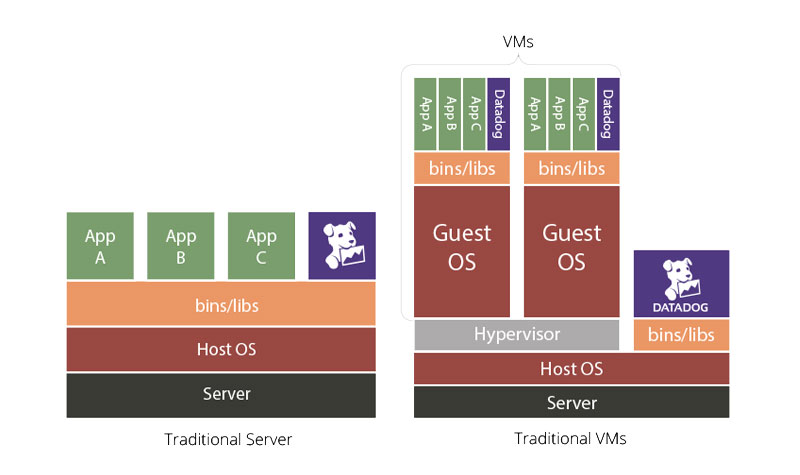 VMs
App A
App B
App C
Datadog
App A
App B
App C
Datadog
bins/libs
bins/libs
Guest
OS
Guest
OS
App
A
App
B
App
C
DATADOG
bins/libs
Hypervisor
bins/libs
Host OS
Host OS
Server
Server
Traditional Server
Traditional VMs